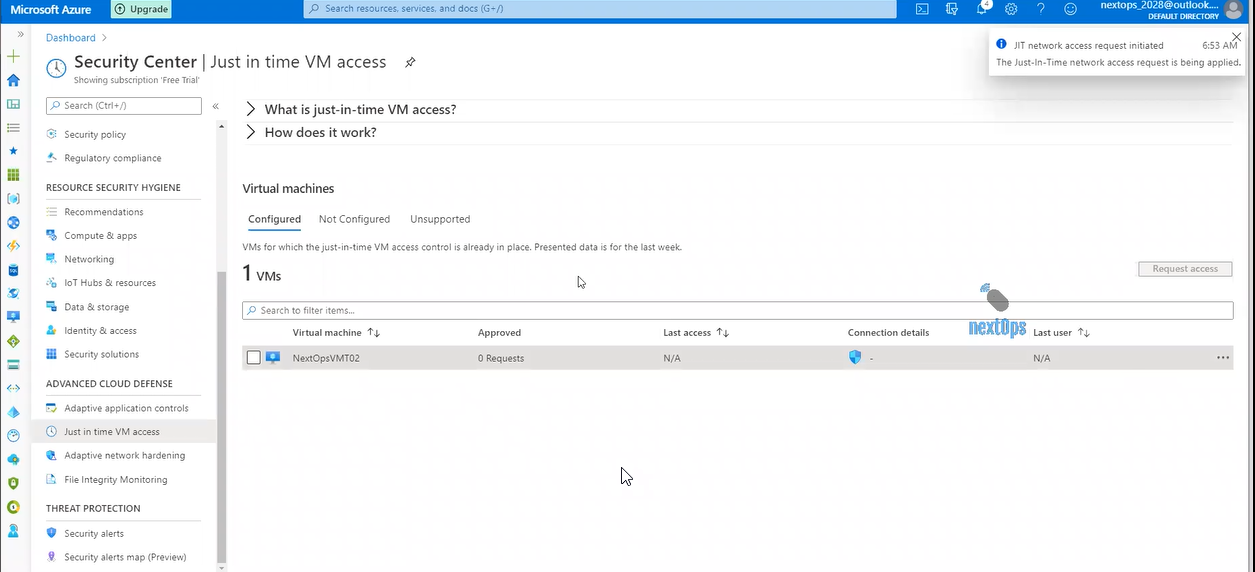 Microsoft Azure
Upgrade
Search resources, services, and docs (G+/)
4
nextops_2028@outlook....
DEFAULT DIRECTORY
Dashboard
JIT network access request initiated
6:53 AM
The Just-In-Time network access request is being applied.
Security Center | Just in time VM access
Showing subscription 'Free Trial'
Search (Ctrl+/)
Security policy
Regulatory compliance
RESOURCE SECURITY HYGIENE
Recommendations
Compute & apps
Networking
IoT Hubs & resources
Data & storage
Identity & access
Security solutions
ADVANCED CLOUD DEFENSE
Adaptive application controls
Just in time VM access
Adaptive network hardening
File Integrity Monitoring
THREAT PROTECTION
Security alerts
Security alerts map (Preview)
What is just-in-time VM access?
How does it work?
Virtual machines
Configured Not Configured Unsupported
VMs for which the just-in-time VM access control is already in place. Presented data is for the last week.
1 VMs
Request access
Search to filter items...
nextOps
Virtual machine Approved Last access Connection details Last user
NextOpsVMT02 0 Requests N/A - N/A